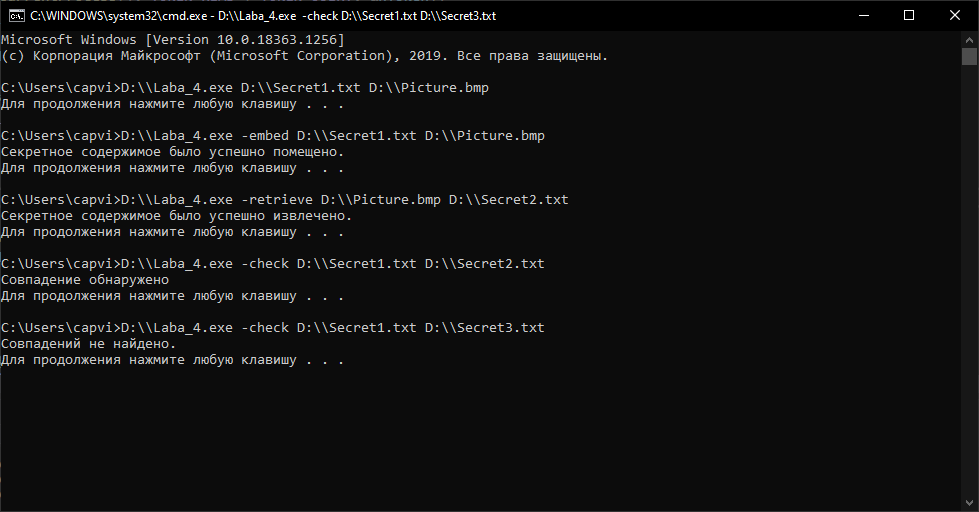 C:\WINDOWS\system32\cmd.exe - D:\\Laba_4.exe -check D:\\Secret1.txt D:\\Secret3.txt
Microsoft Windows [Version 10.0.18363.1256]
(c) Корпорация Майкрософт (Microsoft Corporation), 2019. Все права защищены.
C:\Users\capvi>D:\\Laba_4.exe D:\\Secret1.txt D:\\Picture.bmp
Для продолжения нажмите любую клавишу . . .
C:\Users\capvi>D:\\Laba_4.exe -embed D:\\Secret1.txt D:\\Picture.bmp
Секретное содержимое было успешно помещено.
Для продолжения нажмите любую клавишу . . .
C:\Users\capvi>D:\\Laba_4.exe -retrieve D:\\Picture.bmp D:\\Secret2.txt
Секретное содержимое было успешно извлечено.
Для продолжения нажмите любую клавишу . . .
C:\Users\capvi>D:\\Laba_4.exe -check D:\\Secret1.txt D:\\Secret2.txt
Совпадение обнаружено
Для продолжения нажмите любую клавишу . . .
C:\Users\capvi>D:\\Laba_4.exe -check D:\\Secret1.txt D:\\Secret3.txt
Совпадений не найдено.
Для продолжения нажмите любую клавишу . . .